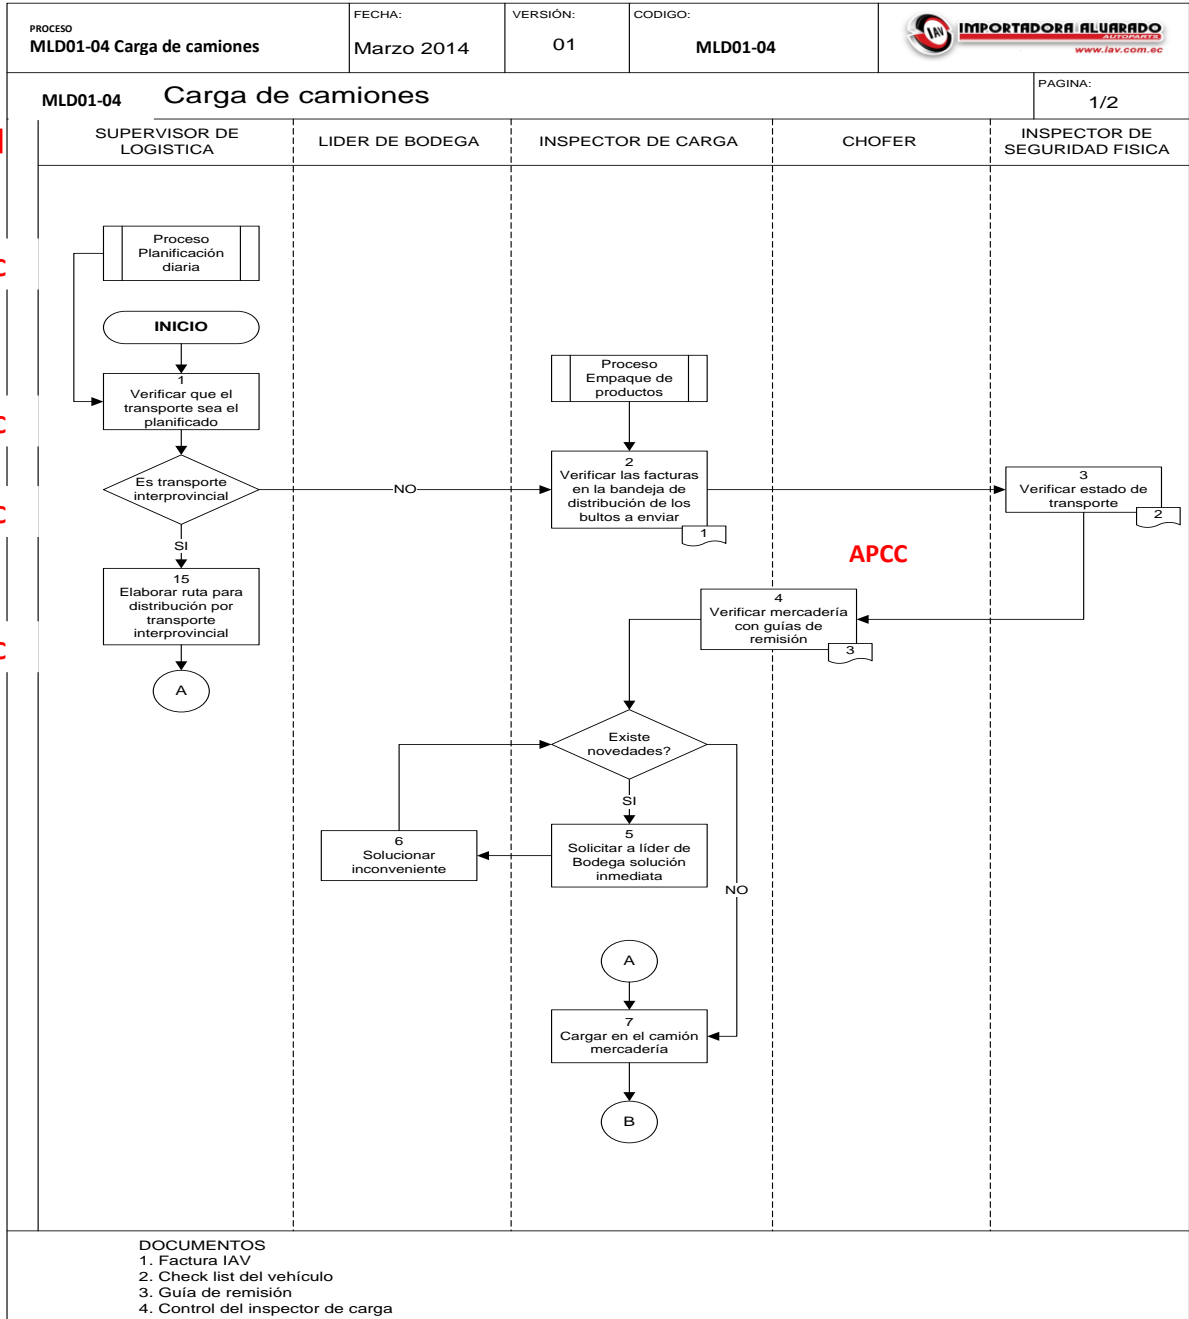 PROCESO
MLD01-04 Carga de camiones
FECHA:
Marzo 2014
VERSIÓN:
01
CODIGO:
MLD01-04
IAV
IMPORTADORA ALVARADO
AUTOPARTS
www.iav.com.ec
MLD01-04 Carga de camiones
PAGINA:
1/2
SUPERVISOR DE
LOGISTICA
LIDER DE BODEGA
INSPECTOR DE CARGA
CHOFER
INSPECTOR DE
SEGURIDAD FISICA
Proceso
Planificación
diaria
INICIO
1
Verificar que el
transporte sea el
planificado
Es transporte
interprovincial
NO
SI
15
Elaborar ruta para
distribución por
transporte
interprovincial
A
Proceso
Empaque de
productos
2
Verificar las facturas
en la bandeja de
distribución de los
bultos a enviar
1
3
Verificar estado de
transporte
2
APCC
4
Verificar mercadería
con guías de
remisión
3
Existe
novedades?
SI
NO
5
Solicitar a líder de
Bodega solución
inmediata
6
Solucionar
inconveniente
A
7
Cargar en el camión
mercadería
B
DOCUMENTOS
1. Factura IAV
2. Check list del vehículo
3. Guía de remisión
4. Control del inspector de carga